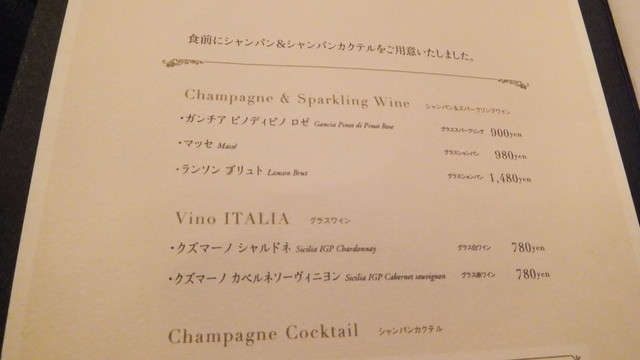 食前にシャンパン&シャンパンカクテルをご用意いたしました。
Champagne & Sparkling Wine シャンパン&スパークリングワイン
・ガンチア ピノディピノ ロゼ Gancia Pinot di Pinot Rose グラススパークリング 900yen
・マッセ Massé グラスシャンパン 980yen
・ランソン ブリュト Lanson Brut グラスシャンパン 1,480yen
Vino ITALIA グラスワイン
・クズマーノ シャルドネ Sicilia IGP Chardonnay グラス白ワイン 780yen
・クズマーノ カベルネソーヴィニヨン Sicilia IGP Cabernet sauvignon グラス赤ワイン 780yen
Champagne Cocktail シャンパンカクテル